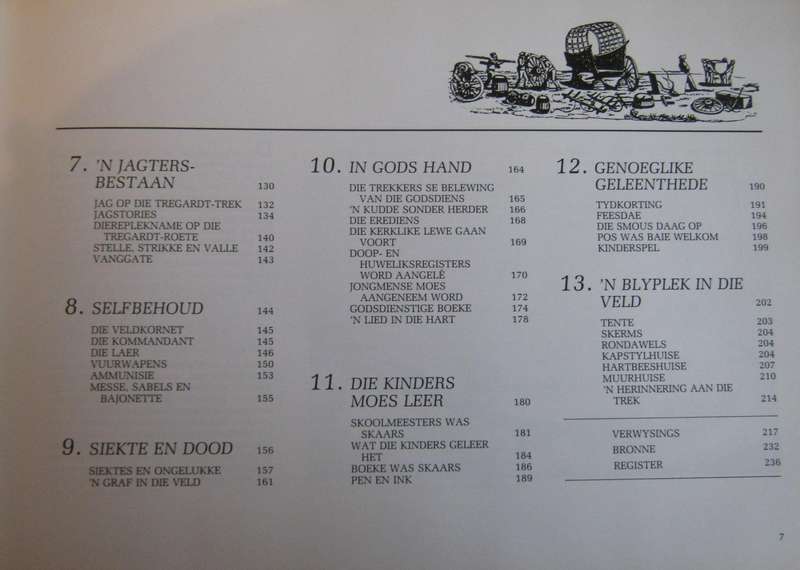 7. 'N JAGTERS-
BESTAAN 130
JAG OP DIE TREGARDT-TREK 132
JAGSTORIES 134
DIEREPLEKNAME OP DIE
TREGARDT-ROETE 140
STELLE, STRIKKE EN VALLE 142
VANGGATE 143
8. SELFBEHOUD 144
DIE VELDKORNET 145
DIE KOMMANDANT 145
DIE LAER 146
VUURWAPENS 150
AMMUNISIE 153
MESSE, SABELS EN
BAJONETTE 155
9. SIEKTE EN DOOD 156
SIEKTES EN ONGELUKKE 157
'N GRAF IN DIE VELD 161
10. IN GODS HAND 164
DIE TREKKERS SE BELEWING
VAN DIE GODSDIENS 165
'N KUDDE SONDER HERDER 166
DIE EREDIENS 168
DIE KERKLIKE LEWE GAAN
VOORT 169
DOOP- EN
HUWELIKSREGISTERS
WORD AANGELÊ 170
JONGMENSE MOES
AANGENEEM WORD 172
GODSDIENSTIGE BOEKE 174
'N LIED IN DIE HART 178
11. DIE KINDERS
MOES LEER 180
SKOOLMEESTERS WAS
SKAARS 181
WAT DIE KINDERS GELEER
HET 184
BOEKE WAS SKAARS 186
PEN EN INK 189
12. GENOEGLIKE
GELEENTHEDE 190
TYDKORTING 191
FEESDAE 194
DIE SMOUS DAAG OP 196
POS WAS BAIE WELKOM 198
KINDERSPEL 199
13. 'N BLYPLEK IN DIE
VELD 202
TENTE 203
SKERMS 204
RONDAWELS 204
KAPSTYLHUISE 204
HARTBEESHUISE 207
MUURHUISE 210
'N HERINNERING AAN DIE
TREK 214
VERWYSINGS 217
BRONNE 232
REGISTER 236
7